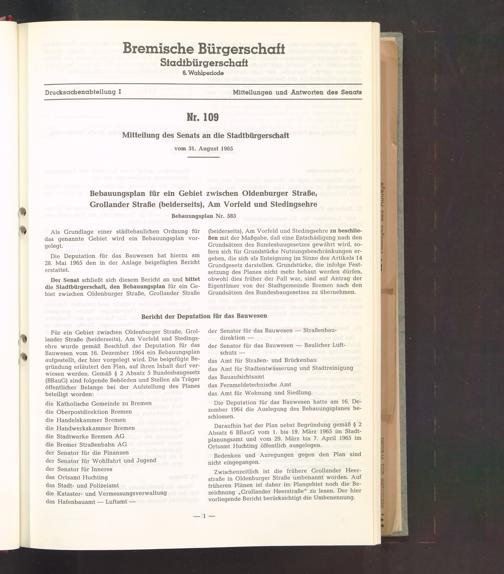 Bremische Bürgerschaft
Stadtbürgerschaft
6. Wahlperiode
Drucksachenabteilung I
Mitteilungen und Antworten des Senats
Nr. 109
Mitteilung des Senats an die Stadtbürgerschaft
vom 31. August 1965
Bebauungsplan für ein Gebiet zwischen Oldenburger Straße,
Grollander Straße (beiderseits), Am Vorfeld und Stedingsehre
Bebauungsplan Nr. 583
Als Grundlage einer städtebaulichen Ordnung für
das genannte Gebiet wird ein Bebauungsplan vor-
gelegt.
Die Deputation für das Bauwesen hat hierzu am
28. Mai 1965 den in der Anlage beigefügten Bericht
erstattet.
Der Senat schließt sich diesem Bericht an und bittet
die Stadtbürgerschaft, den Bebauungsplan für ein Ge-
biet zwischen Oldenburger Straße, Grollander Straße
(beiderseits), Am Vorfeld und Stedingsehre zu beschlie-
ßen mit der Maßgabe, daß eine Entschädigung nach den
Grundsätzen des Bundesbaugesetzes gewährt wird, so-
fern sich für Grundstücke Nutzungsbeschränkungen er-
geben, die sich als Enteignung im Sinne des Artikels 14
Grundgesetz darstellen. Grundstücke, die infolge Fest-
setzung des Planes nicht mehr bebaut werden dürfen,
obwohl dies früher der Fall war, sind auf Antrag der
Eigentümer von der Stadtgemeinde Bremen nach den
Grundsätzen des Bundesbaugesetzes zu übernehmen.
Bericht der Deputation für das Bauwesen
Für ein Gebiet zwischen Oldenburger Straße, Grol-
lander Straße (beiderseits), Am Vorfeld und Stedings-
ehre wurde gemäß Beschluß der Deputation für das
Bauwesen vom 16. Dezember 1964 ein Bebauungsplan
aufgestellt, der hier vorgelegt wird. Die beigefügte Be-
gründung erläutert den Plan, auf ihren Inhalt darf ver-
wiesen werden. Gemäß § 2 Absatz 5 Bundesbaugesetz
(BBauG) sind folgende Behörden und Stellen als Träger
öffentlicher Belange bei der Aufstellung des Planes
beteiligt worden:
die Katholische Gemeinde zu Bremen
die Oberpostdirektion Bremen
die Handelskammer Bremen
die Handwerkskammer Bremen
die Stadtwerke Bremen AG
die Bremer Straßenbahn AG
der Senator für die Finanzen
der Senator für Wohlfahrt und Jugend
der Senator für Inneres
das Ortsamt Huchting
das Stadt- und Polizeiamt
die Kataster- und Vermessungsverwaltung
das Hafenbauamt — Luftamt —
der Senator für das Bauwesen — Straßenbau-
direktion —
der Senator für das Bauwesen — Baulicher Luft-
schutz —
das Amt für Straßen- und Brückenbau
das Amt für Stadtentwässerung und Stadtreinigung
das Bauaufsichtsamt
das Fernmeldetechnische Amt
das Amt für Wohnung und Siedlung.
Die Deputation für das Bauwesen hatte am 16. De-
zember 1964 die Auslegung des Bebauungsplanes be-
schlossen.
Daraufhin hat der Plan nebst Begründung gemäß § 2
Absatz 6 BBauG vom 1. bis 19. März 1965 im Stadt-
planungsamt und vom 29. März bis 7. April 1965 im
Ortsamt Huchting öffentlich ausgelegen.
Bedenken und Anregungen gegen den Plan sind
nicht eingegangen.
Zwischenzeitlich ist die frühere Grollander Heer-
straße in Oldenburger Straße umbenannt worden. Auf
früheren Plänen ist daher im Plangebiet noch die Be-
zeichnung „Grollander Heerstraße" zu lesen. Der hier
vorliegende Bericht berücksichtigt die Umbenennung.
— 1 —